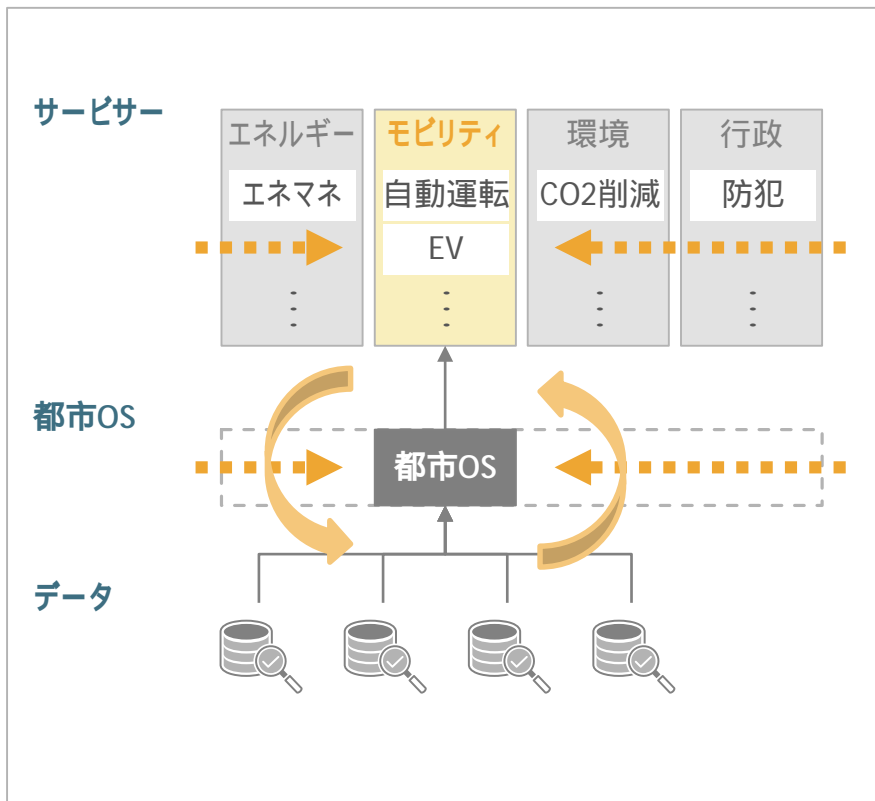 サービサー
エネルギー
エネマネ
⋮
モビリティ
自動運転
EV
⋮
環境
CO2削減
⋮
行政
防犯
⋮
都市OS
都市OS
データ